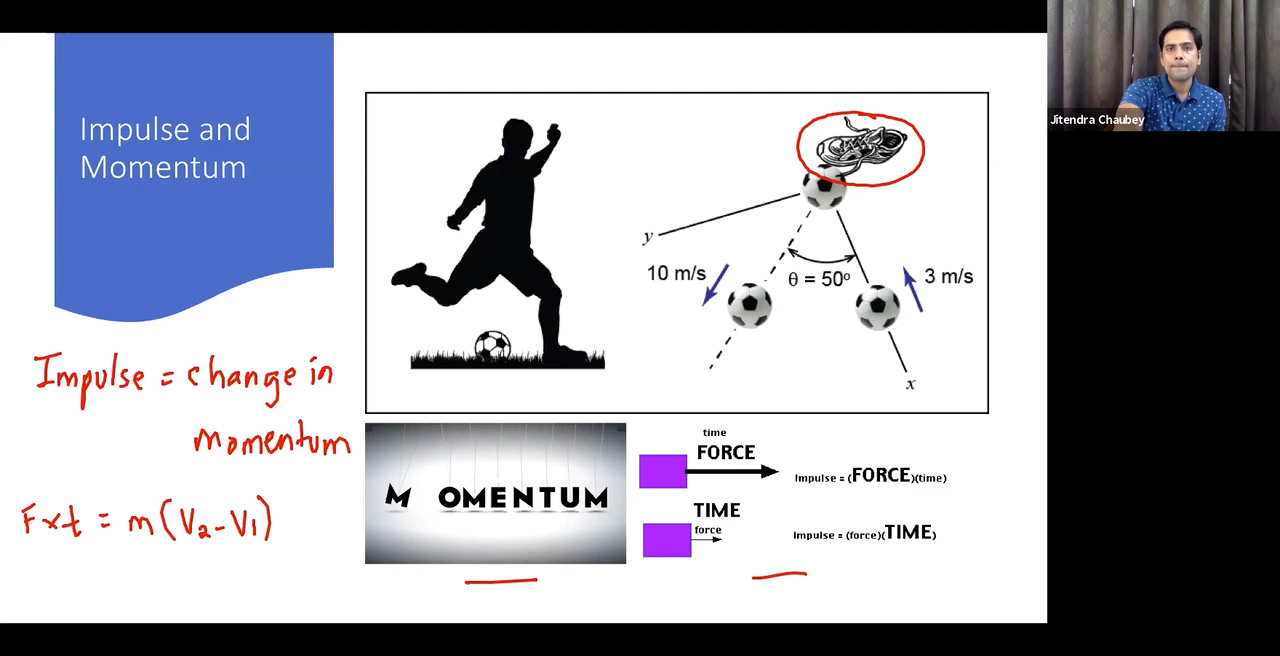 Impulse and
Momentum
Jitendra Chaubey
y
10 m/s
θ = 50º
3 m/s
x
Impulse = change in
momentum
F×t = m(V₂-V₁)
M OMENTUM
time
FORCE
Impulse = (FORCE)(time)
TIME
force
Impulse = (force)(TIME)